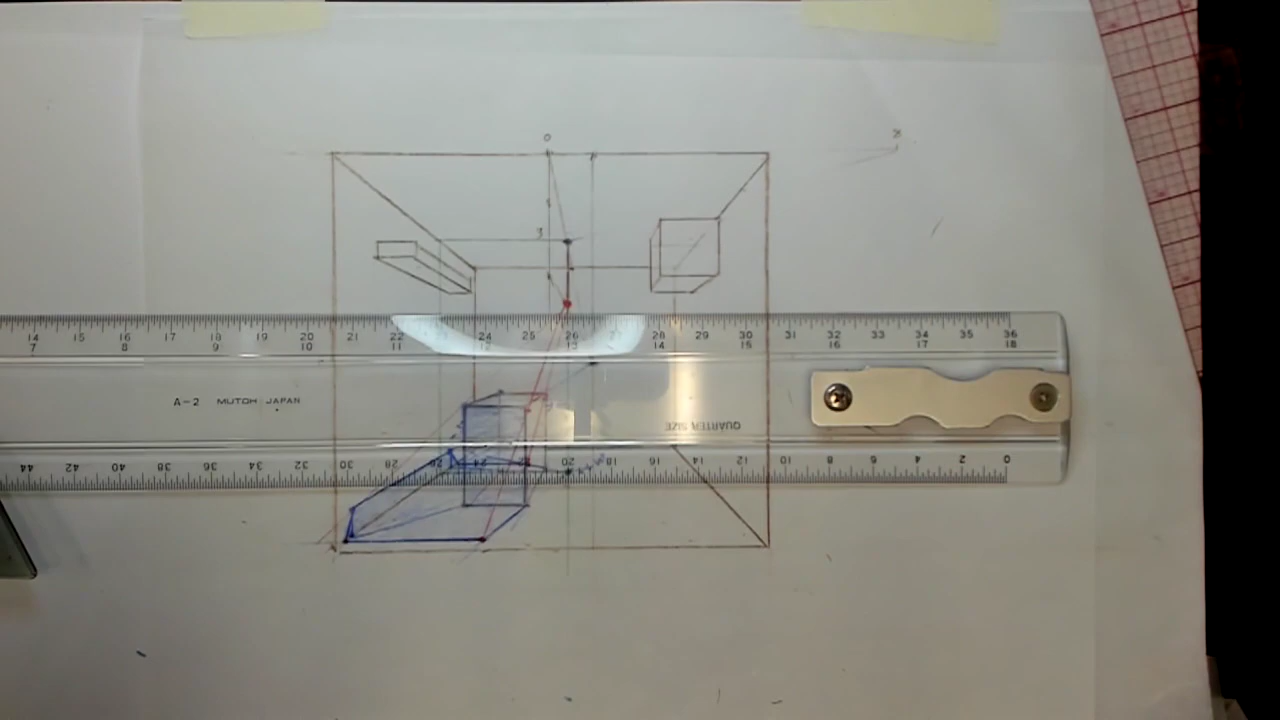 0
8
3
14 15 16 17 18 19 20 21 22 23 24 25 26 27 28 29 30 31 32 33 34 35 36
7 8 9 10 11 12 13 14 15 16 17 18
A-2 MUTOH JAPAN
QUARTER SIZE
44 42 40 38 36 34 32 30 28 26 24 22 20 18 16 14 12 10 8 6 4 2 0